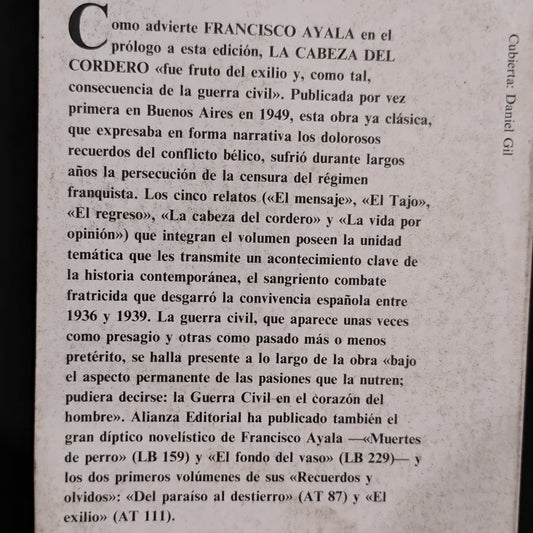 Como advierte FRANCISCO AYALA en el
prólogo a esta edición, LA CABEZA DEL
CORDERO «fue fruto del exilio y, como tal,
consecuencia de la guerra civil». Publicada por vez
primera en Buenos Aires en 1949, esta obra ya clásica,
que expresaba en forma narrativa los dolorosos
recuerdos del conflicto bélico, sufrió durante largos
años la persecución de la censura del régimen
franquista. Los cinco relatos («El mensaje», «El Tajo»,
«El regreso», «La cabeza del cordero» y «La vida por
opinión») que integran el volumen poseen la unidad
temática que les transmite un acontecimiento clave de
la historia contemporánea, el sangriento combate
fratricida que desgarró la convivencia española entre
1936 y 1939. La guerra civil, que aparece unas veces
como presagio y otras como pasado más o menos
pretérito, se halla presente a lo largo de la obra «bajo
el aspecto permanente de las pasiones que la nutren;
pudiera decirse: la Guerra Civil en el corazón del
hombre». Alianza Editorial ha publicado también el
gran díptico novelístico de Francisco Ayala —«Muertes
de perro» (LB 159) y «El fondo del vaso» (LB 229)— y
los dos primeros volúmenes de sus «Recuerdos y
olvidos»: «Del paraíso al destierro» (AT 87) y «El
exilio» (AT 111).
Cubierta: Daniel Gil